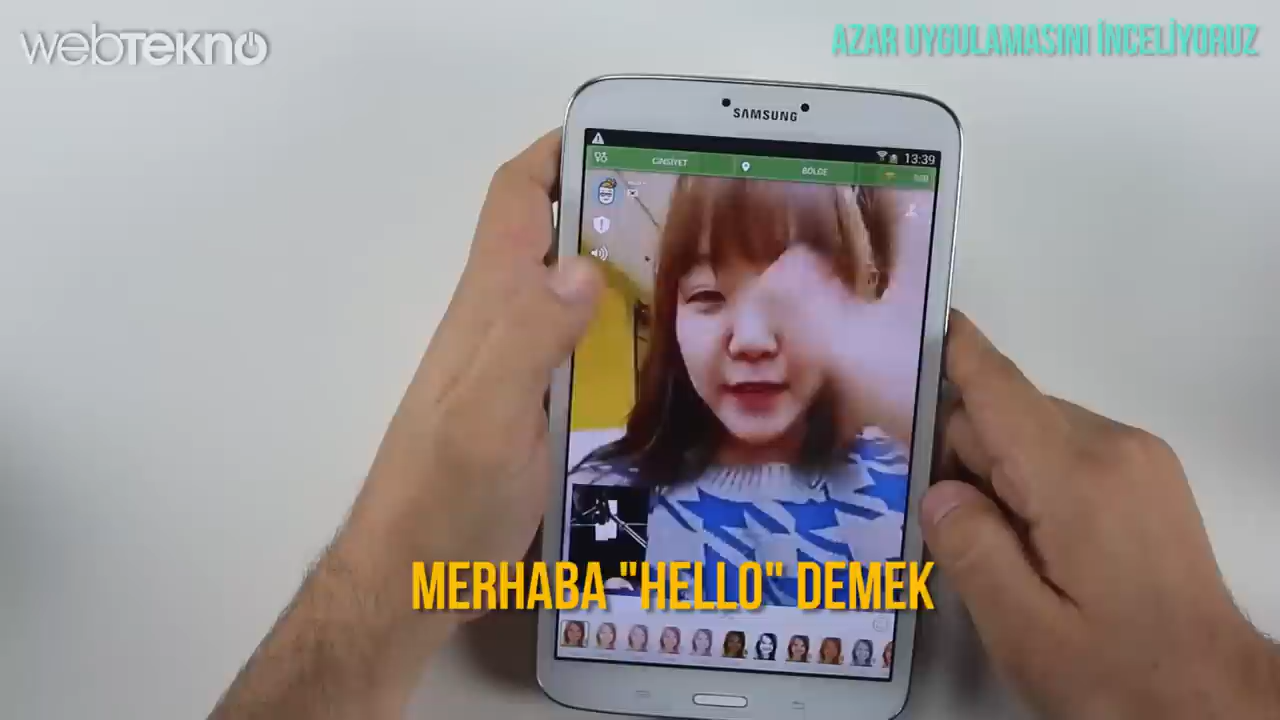 webTEKNO
AZAR UYGULAMASINI İNCELİYORUZ
SAMSUNG
13:39
CİNSİYET
BÖLGE
MERHABA "HELLO" DEMEK